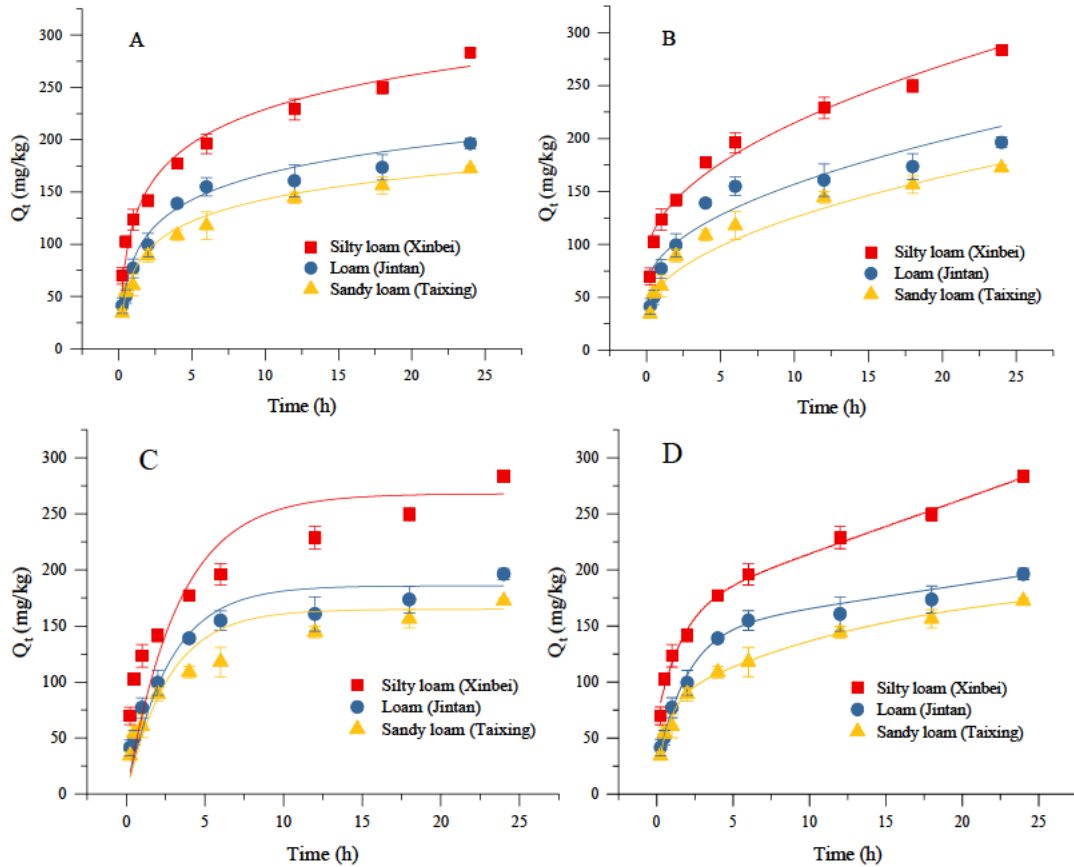 A
Qt (mg/kg)
300
250
200
150
100
50
0
Silty loam (Xinbei)
Loam (Jintan)
Sandy loam (Taixing)
0 5 10 15 20 25
Time (h)
B
Qt (mg/kg)
300
250
200
150
100
50
0
Silty loam (Xinbei)
Loam (Jintan)
Sandy loam (Taixing)
0 5 10 15 20 25
Time (h)
C
Qt (mg/kg)
300
250
200
150
100
50
0
Silty loam (Xinbei)
Loam (Jintan)
Sandy loam (Taixing)
0 5 10 15 20 25
Time (h)
D
Qt (mg/kg)
300
250
200
150
100
50
0
Silty loam (Xinbei)
Loam (Jintan)
Sandy loam (Taixing)
0 5 10 15 20 25
Time (h)